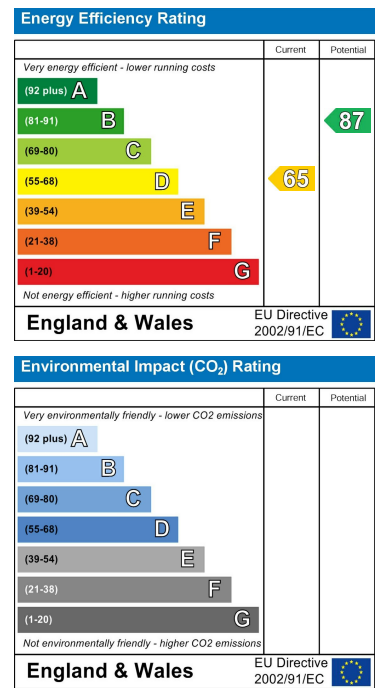 Energy Efficiency Rating
Current Potential
Very energy efficient - lower running costs
(92 plus) A
(81-91) B 87
(69-80) C
(55-68) D 65
(39-54) E
(21-38) F
(1-20) G
Not energy efficient - higher running costs
England & Wales EU Directive 2002/91/EC
Environmental Impact (CO₂) Rating
Current Potential
Very environmentally friendly - lower CO2 emissions
(92 plus) A
(81-91) B
(69-80) C
(55-68) D
(39-54) E
(21-38) F
(1-20) G
Not environmentally friendly - higher CO2 emissions
England & Wales EU Directive 2002/91/EC